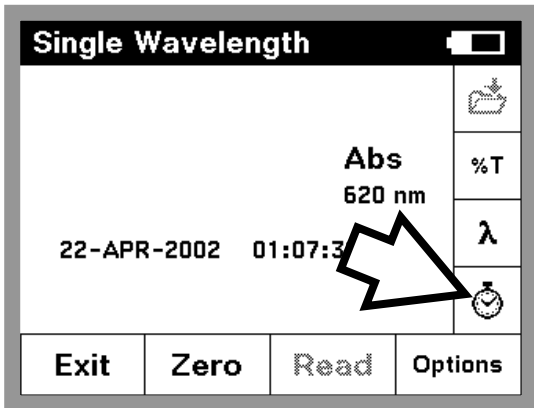 Single Wavelength
Abs
%T
620 nm
λ
22-APR-2002 01:07:3
Exit Zero Read Options